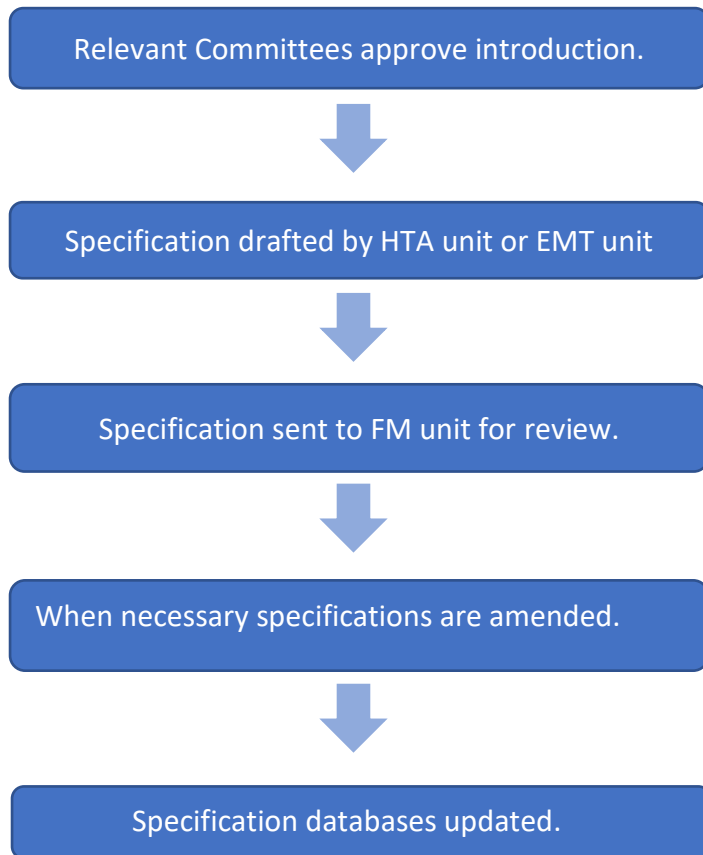 Relevant Committees approve introduction.
Specification drafted by HTA unit or EMT unit
Specification sent to FM unit for review.
When necessary specifications are amended.
Specification databases updated.